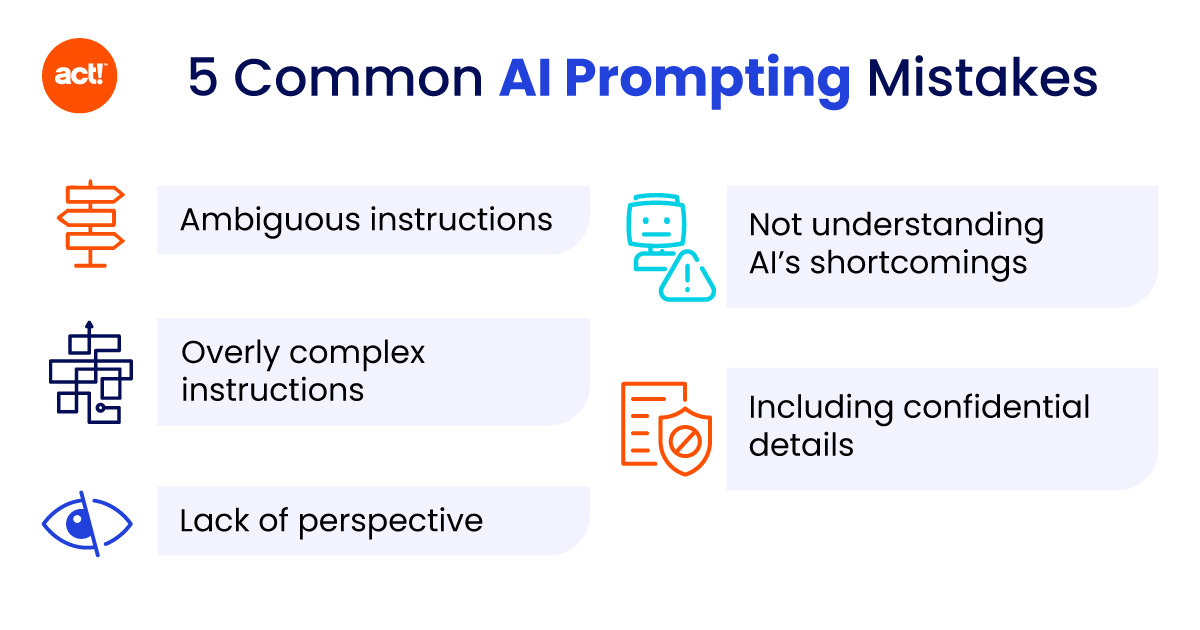 act!™
5 Common AI Prompting Mistakes
Ambiguous instructions
Overly complex
instructions
Lack of perspective
Not understanding
AI’s shortcomings
Including confidential
details